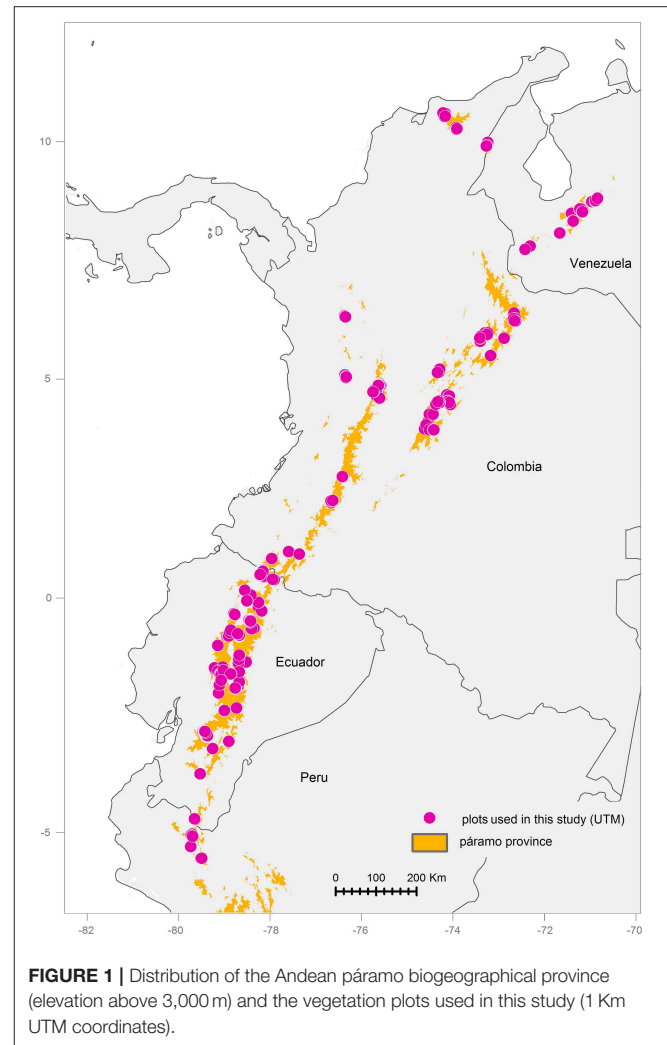 10
5
0
-5
Venezuela
Colombia
Ecuador
Peru
plots used in this study (UTM)
páramo province
0 100 200 Km
-82 -80 -78 -76 -74 -72 -70
FIGURE 1 | Distribution of the Andean páramo biogeographical province
(elevation above 3,000 m) and the vegetation plots used in this study (1 Km
UTM coordinates).